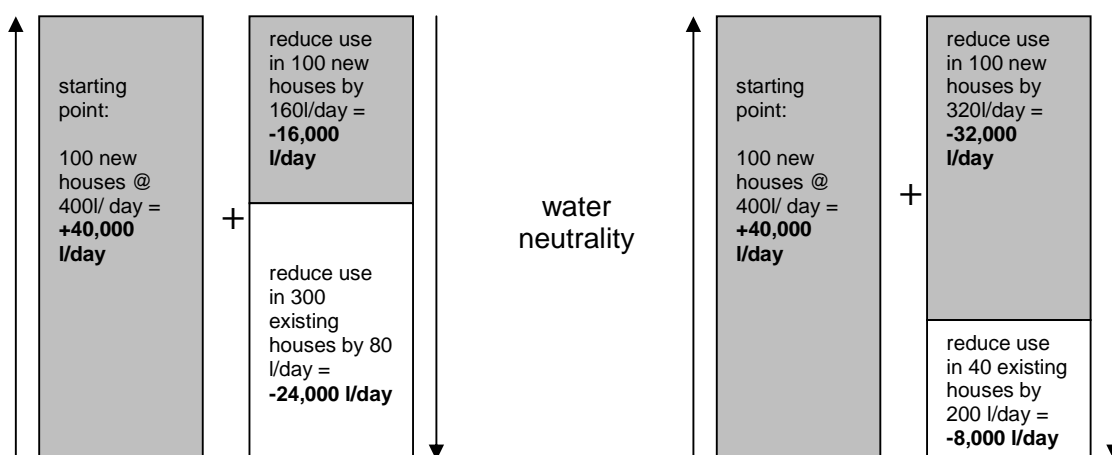 starting
point:
100 new
houses @
400l/ day =
+40,000
l/day
+
reduce use
in 100 new
houses by
160l/day =
-16,000
l/day
reduce use
in 300
existing
houses by 80
l/day =
-24,000 l/day
water
neutrality
starting
point:
100 new
houses @
400l/ day =
+40,000
l/day
+
reduce use
in 100 new
houses by
320l/day =
-32,000
l/day
reduce use
in 40 existing
houses by
200 l/day =
-8,000 l/day